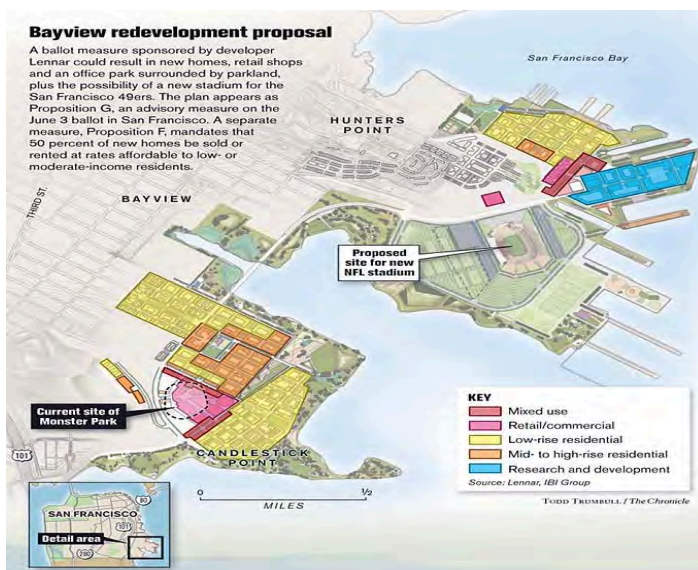 Bayview redevelopment proposal
A ballot measure sponsored by developer
Lennar could result in new homes, retail shops
and an office park surrounded by parkland,
plus the possibility of a new stadium for the
San Francisco 49ers. The plan appears as
Proposition G, an advisory measure on the
June 3 ballot in San Francisco. A separate
measure, Proposition F, mandates that
50 percent of new homes be sold or
rented at rates affordable to low- or
moderate-income residents.
San Francisco Bay
HUNTERS
POINT
THIRD ST.
BAYVIEW
Proposed
site for new
NFL stadium
Current site of
Monster Park
101
CANDLESTICK
POINT
0
1/2
MILES
KEY
Mixed use
Retail/commercial
Low-rise residential
Mid- to high-rise residential
Research and development
Source: Lennar, IBI Group
TODD TRUMBULL / The Chronicle
SAN FRANCISCO
80
101
Detail area
280